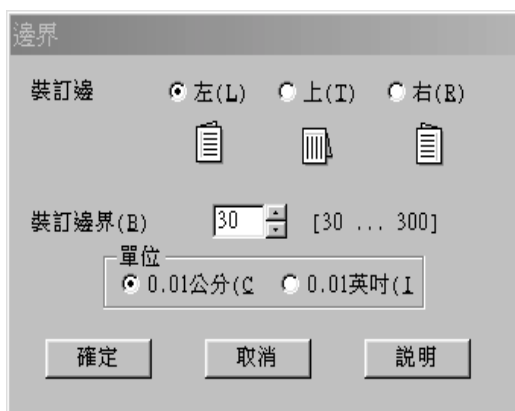 邊界
裝訂邊 左(L) 上(T) 右(R)
裝訂邊界(B) 30 [30 ... 300]
單位
0.01公分(C 0.01英吋(I
確定 取消 説明